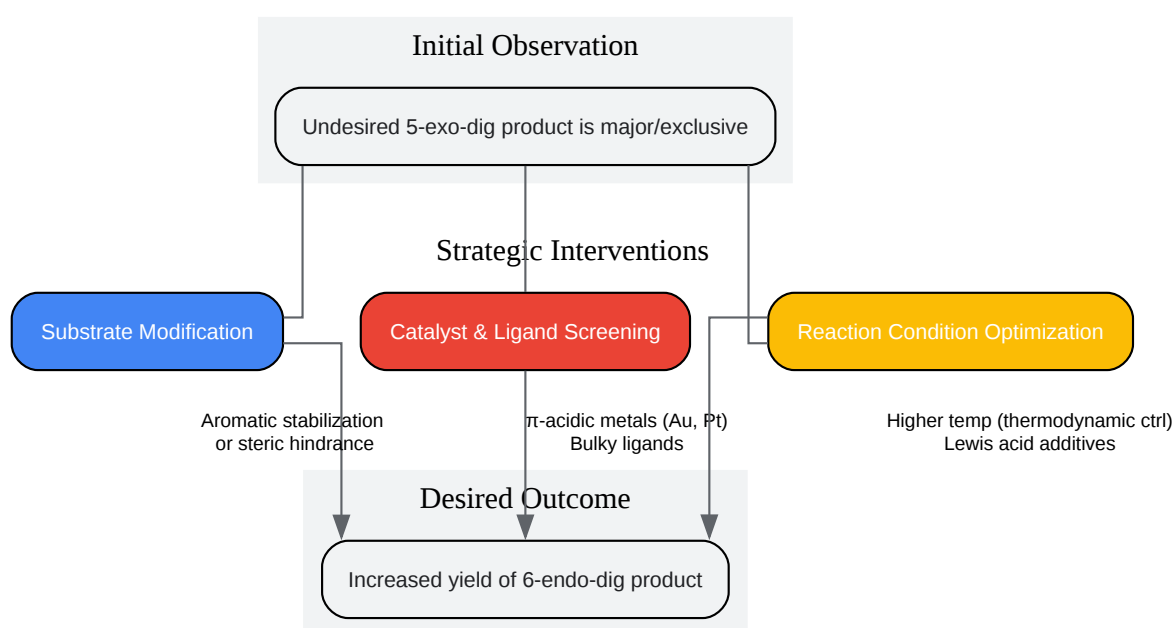 Initial Observation
Undesired 5-exo-dig product is major/exclusive
Strategic Interventions
Substrate Modification
Catalyst & Ligand Screening
Reaction Condition Optimization
Aromatic stabilization
or steric hindrance
π-acidic metals (Au, Pt)
Bulky ligands
Higher temp (thermodynamic ctrl)
Lewis acid additives
Desired Outcome
Increased yield of 6-endo-dig product